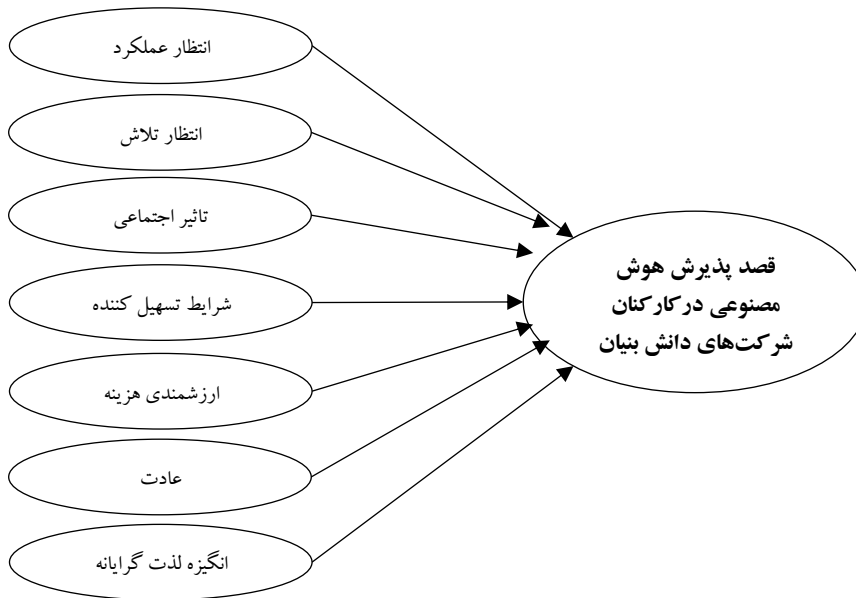 انتظار عملکرد
انتظار تلاش
تاثیر اجتماعی
شرایط تسهیل کننده
ارزشمندی هزینه
عادت
انگیزه لذت گرایانه
قصد پذیرش هوش
مصنوعی درکارکنان
شرکت‌های دانش بنیان